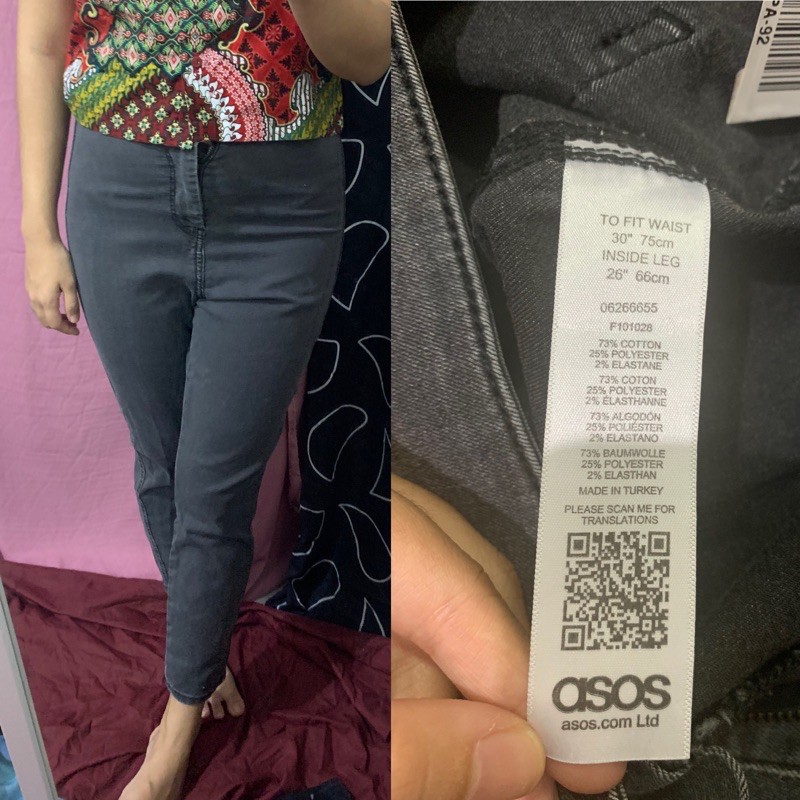 PA-92
TO FIT WAIST
30" 75cm
INSIDE LEG
26" 66cm
06266655
F101028
73% COTTON
25% POLYESTER
2% ELASTANE
73% COTON
25% POLYESTER
2% ÉLASTHANNE
73% ALGODÓN
25% POLIÉSTER
2% ELASTANO
73% BAUMWOLLE
25% POLYESTER
2% ELASTHAN
MADE IN TURKEY
PLEASE SCAN ME FOR
TRANSLATIONS
asos
asos.com Ltd